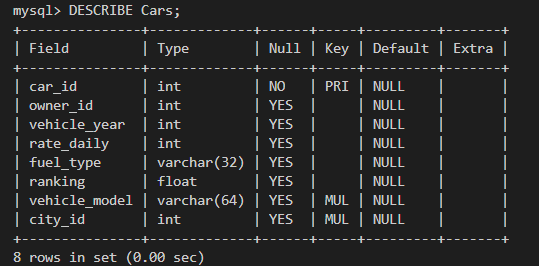 mysql> DESCRIBE Cars;
+---------------+-------------+------+-----+---------+-------+
| Field         | Type        | Null | Key | Default | Extra |
+---------------+-------------+------+-----+---------+-------+
| car_id        | int         | NO   | PRI | NULL    |       |
| owner_id      | int         | YES  |     | NULL    |       |
| vehicle_year  | int         | YES  |     | NULL    |       |
| rate_daily    | int         | YES  |     | NULL    |       |
| fuel_type     | varchar(32) | YES  |     | NULL    |       |
| ranking       | float       | YES  |     | NULL    |       |
| vehicle_model | varchar(64) | YES  | MUL | NULL    |       |
| city_id       | int         | YES  | MUL | NULL    |       |
+---------------+-------------+------+-----+---------+-------+
8 rows in set (0.00 sec)